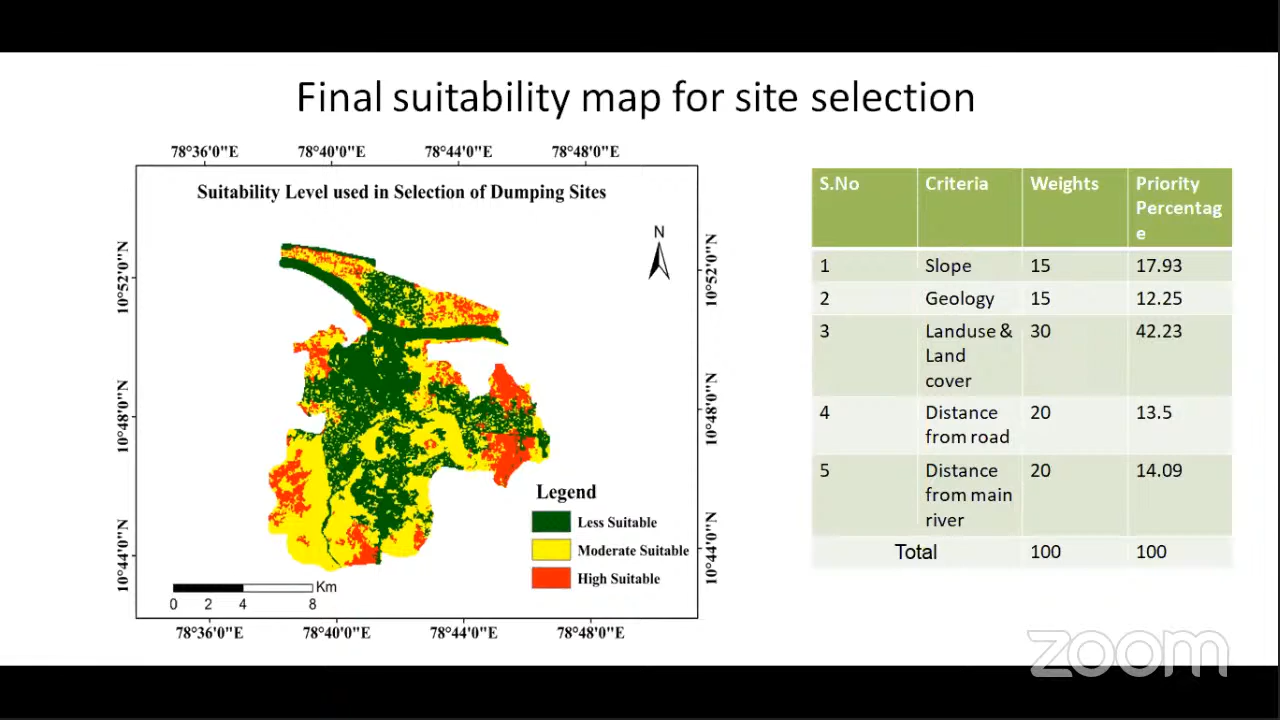 Final suitability map for site selection
78°36'0"E 78°40'0"E 78°44'0"E 78°48'0"E
Suitability Level used in Selection of Dumping Sites
N
10°52'0"N 10°52'0"N
10°48'0"N 10°48'0"N
10°44'0"N 10°44'0"N
Legend
Less Suitable
Moderate Suitable
High Suitable
Km
0 2 4 8
78°36'0"E 78°40'0"E 78°44'0"E 78°48'0"E
S.No Criteria Weights Priority
Percentag
e
1 Slope 15 17.93
2 Geology 15 12.25
3 Landuse & 30 42.23
Land
cover
4 Distance 20 13.5
from road
5 Distance 20 14.09
from main
river
Total 100 100
zoom